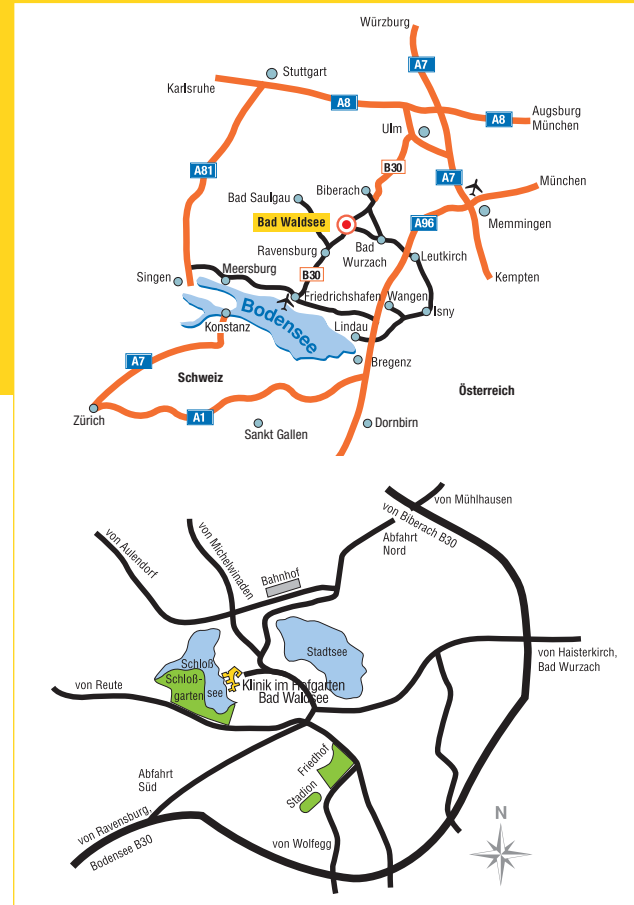 Würzburg
A7
Stuttgart
Karlsruhe
A8
Augsburg
München
A8
Ulm
B30
A81
A7
München
Biberach
Bad Saulgau
Bad Waldsee
A96
Memmingen
Ravensburg
Bad
Wurzach
Leutkirch
Meersburg
Singen
B30
Kempten
Friedrichshafen
Wangen
Isny
Bodensee
Konstanz
Lindau
A7
Bregenz
Schweiz
Österreich
Zürich
A1
Sankt Gallen
Dornbirn
von Mühlhausen
von Biberach B30
Abfahrt
Nord
von Aulendorf
von Michelwinaden
Bahnhof
Stadtsee
von Haisterkirch,
Bad Wurzach
Schloß
see
Schloß-
garten
Klinik im Hofgarten
Bad Waldsee
von Reute
Friedhof
Stadion
Abfahrt
Süd
von Ravensburg,
Bodensee B30
von Wolfegg
N